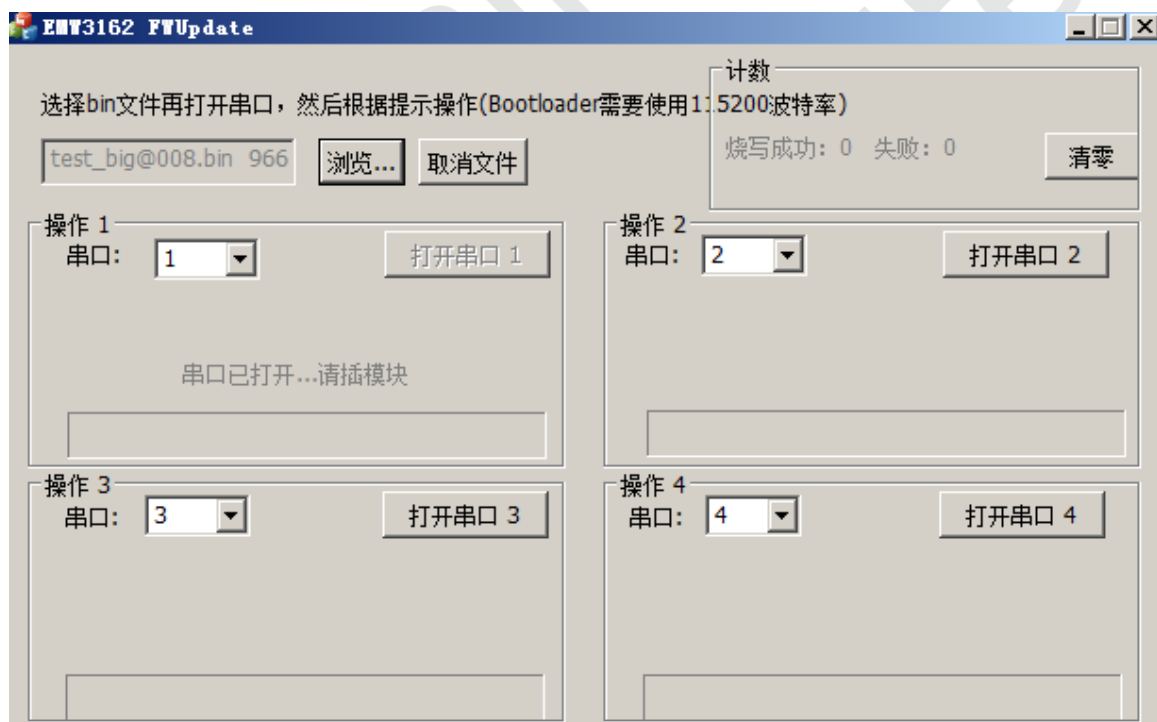 EMW3162 FWUpdate
选择bin文件再打开串口，然后根据提示操作(Bootloader需要使用115200波特率)
计数
test_big@008.bin 966
浏览...
取消文件
烧写成功: 0 失败: 0
清零
操作 1
串口: 1
打开串口 1
串口已打开...请插模块
操作 2
串口: 2
打开串口 2
操作 3
串口: 3
打开串口 3
操作 4
串口: 4
打开串口 4